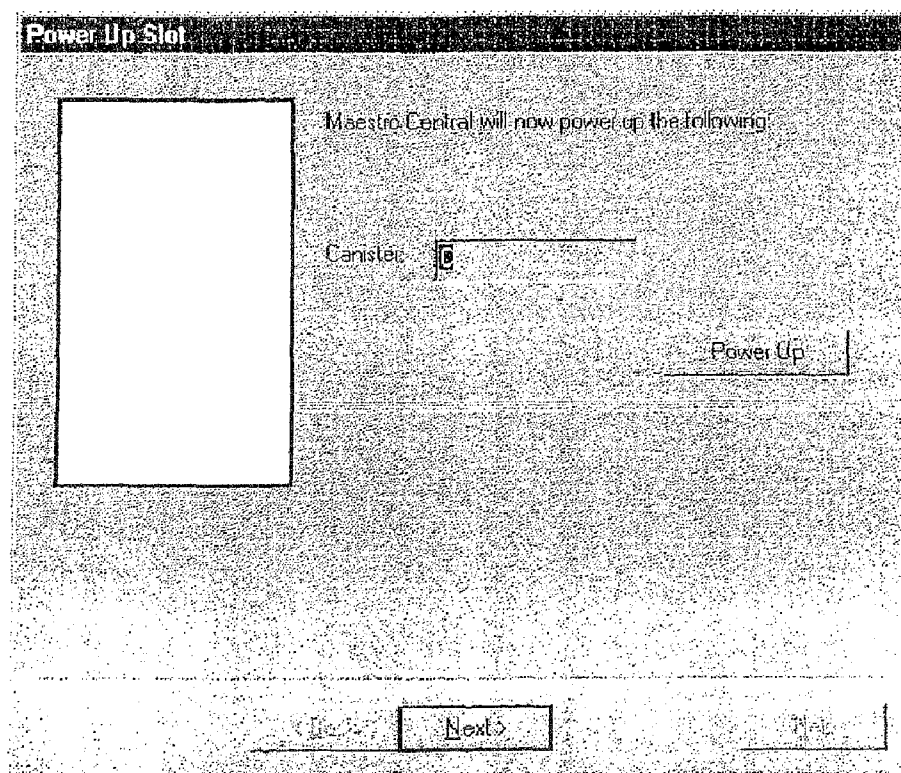 Power Up Slot
Maestro Central will now power up the following:
Canister:
Power Up
Next >